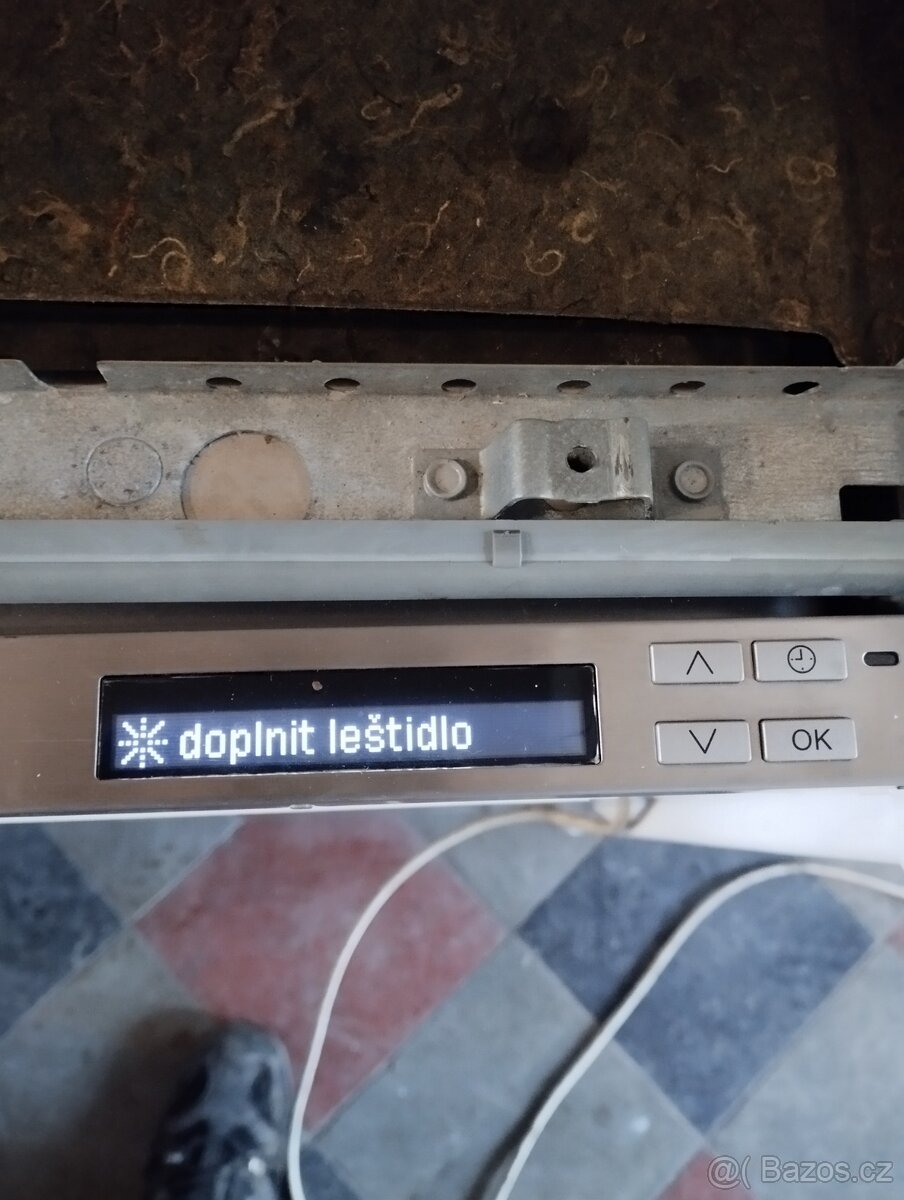 doplnit leštidlo
OK
@( Bazos.cz